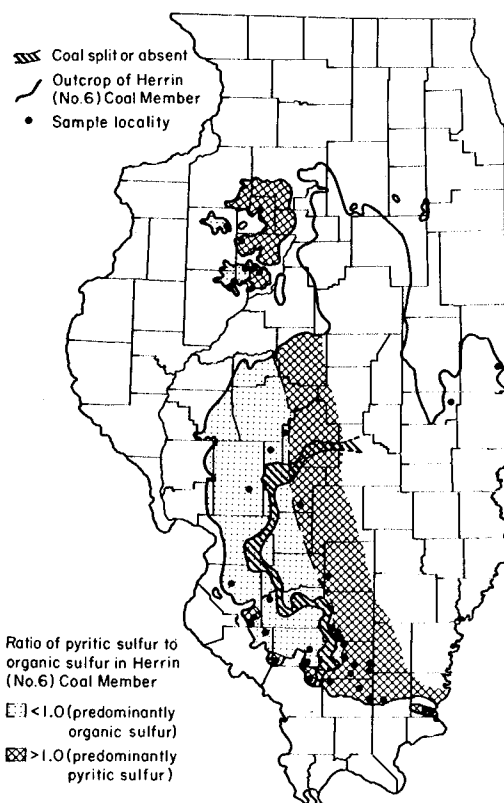 Coal split or absent
Outcrop of Herrin
(No.6) Coal Member
Sample locality
Ratio of pyritic sulfur to
organic sulfur in Herrin
(No.6) Coal Member
<1.0 (predominantly
organic sulfur)
>1.0 (predominantly
pyritic sulfur)